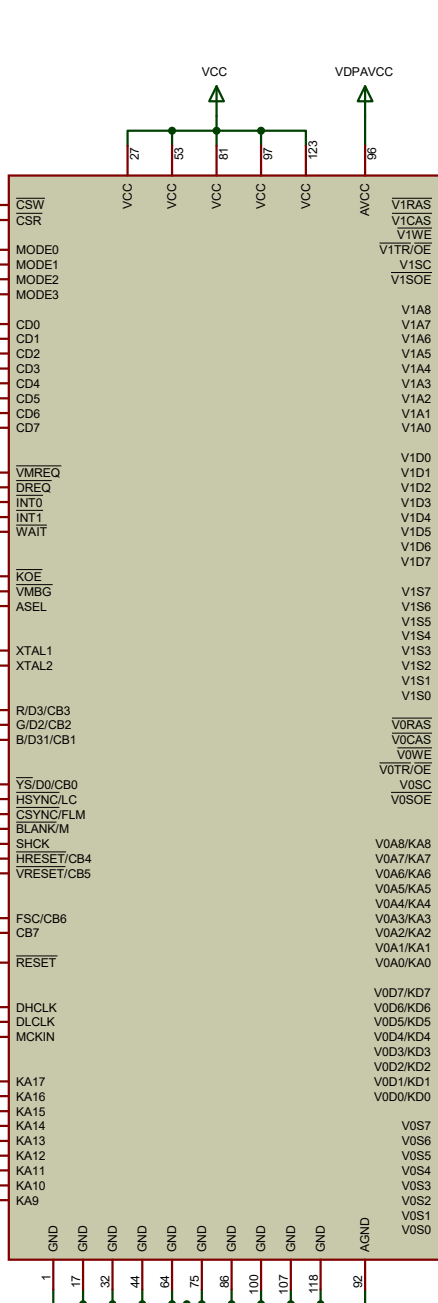 VCC
VDPAVCC
27
53
81
97
123
96
VCC
VCC
VCC
VCC
VCC
AVCC
CSW
CSR
MODE0
MODE1
MODE2
MODE3
CD0
CD1
CD2
CD3
CD4
CD5
CD6
CD7
VMREQ
DREQ
INT0
INT1
WAIT
KOE
VMBG
ASEL
XTAL1
XTAL2
R/D3/CB3
G/D2/CB2
B/D31/CB1
YS/D0/CB0
HSYNC/LC
CSYNC/FLM
BLANK/M
SHCK
HRESET/CB4
VRESET/CB5
FSC/CB6
CB7
RESET
DHCLK
DLCLK
MCKIN
KA17
KA16
KA15
KA14
KA13
KA12
KA11
KA10
KA9
V1RAS
V1CAS
V1WE
V1TR/OE
V1SC
V1SOE
V1A8
V1A7
V1A6
V1A5
V1A4
V1A3
V1A2
V1A1
V1A0
V1D0
V1D1
V1D2
V1D3
V1D4
V1D5
V1D6
V1D7
V1S7
V1S6
V1S5
V1S4
V1S3
V1S2
V1S1
V1S0
V0RAS
V0CAS
V0WE
V0TR/OE
V0SC
V0SOE
V0A8/KA8
V0A7/KA7
V0A6/KA6
V0A5/KA5
V0A4/KA4
V0A3/KA3
V0A2/KA2
V0A1/KA1
V0A0/KA0
V0D7/KD7
V0D6/KD6
V0D5/KD5
V0D4/KD4
V0D3/KD3
V0D2/KD2
V0D1/KD1
V0D0/KD0
V0S7
V0S6
V0S5
V0S4
V0S3
V0S2
V0S1
V0S0
GND
GND
GND
GND
GND
GND
GND
GND
GND
GND
AGND
1
17
32
44
64
75
86
100
107
118
92